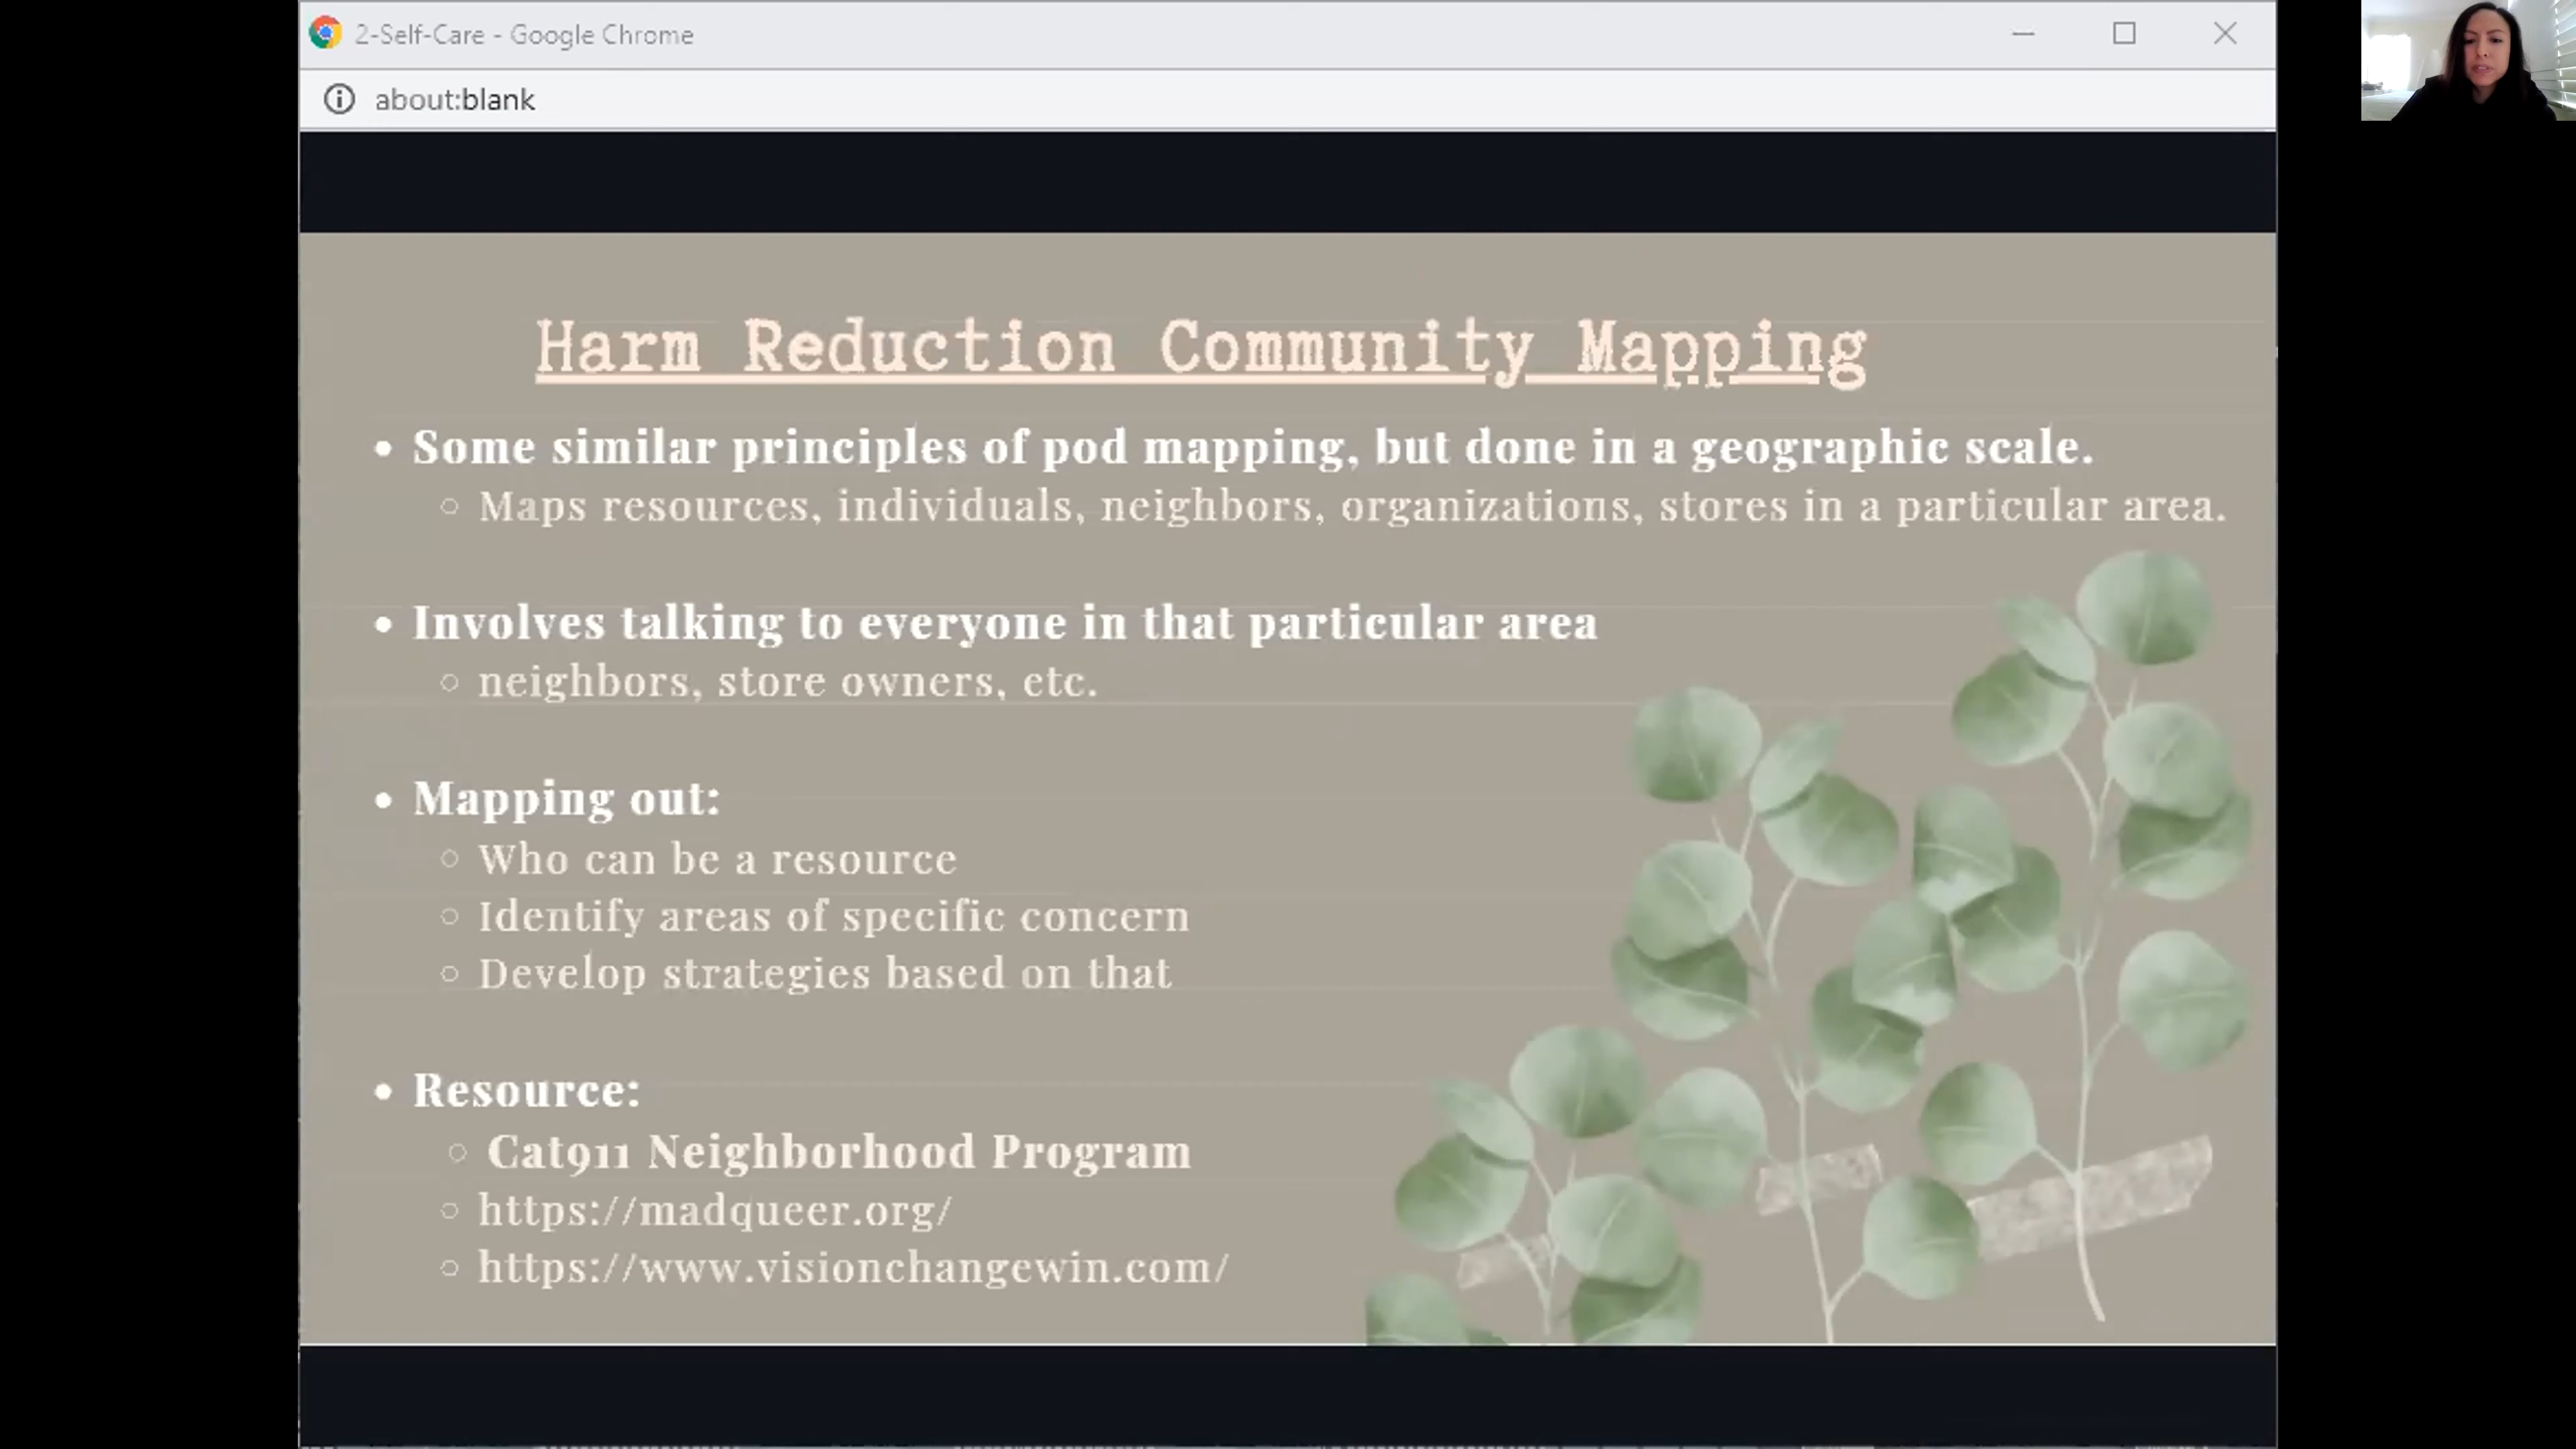 2-Self-Care - Google Chrome
about:blank
Harm Reduction Community Mapping
• Some similar principles of pod mapping, but done in a geographic scale.
○ Maps resources, individuals, neighbors, organizations, stores in a particular area.
• Involves talking to everyone in that particular area
○ neighbors, store owners, etc.
• Mapping out:
○ Who can be a resource
○ Identify areas of specific concern
○ Develop strategies based on that
• Resource:
○ Cat911 Neighborhood Program
○ https://madqueer.org/
○ https://www.visionchangewin.com/